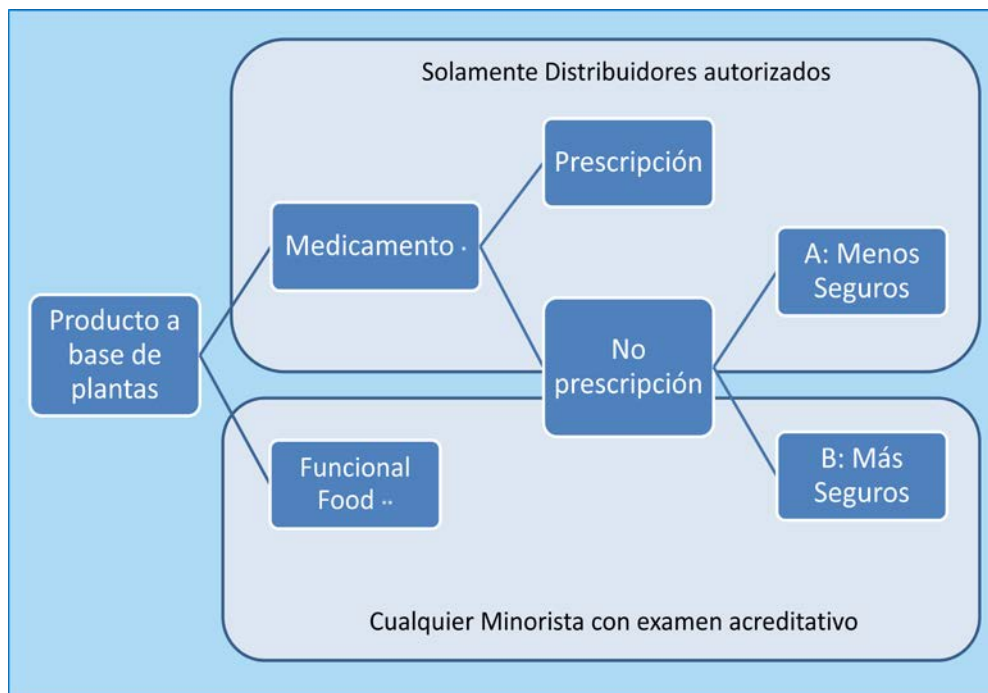 Solamente Distribuidores autorizados
Prescripción
Medicamento *
A: Menos
Seguros
Producto a
base de
plantas
No
prescripción
Funcional
Food **
B: Más
Seguros
Cualquier Minorista con examen acreditativo